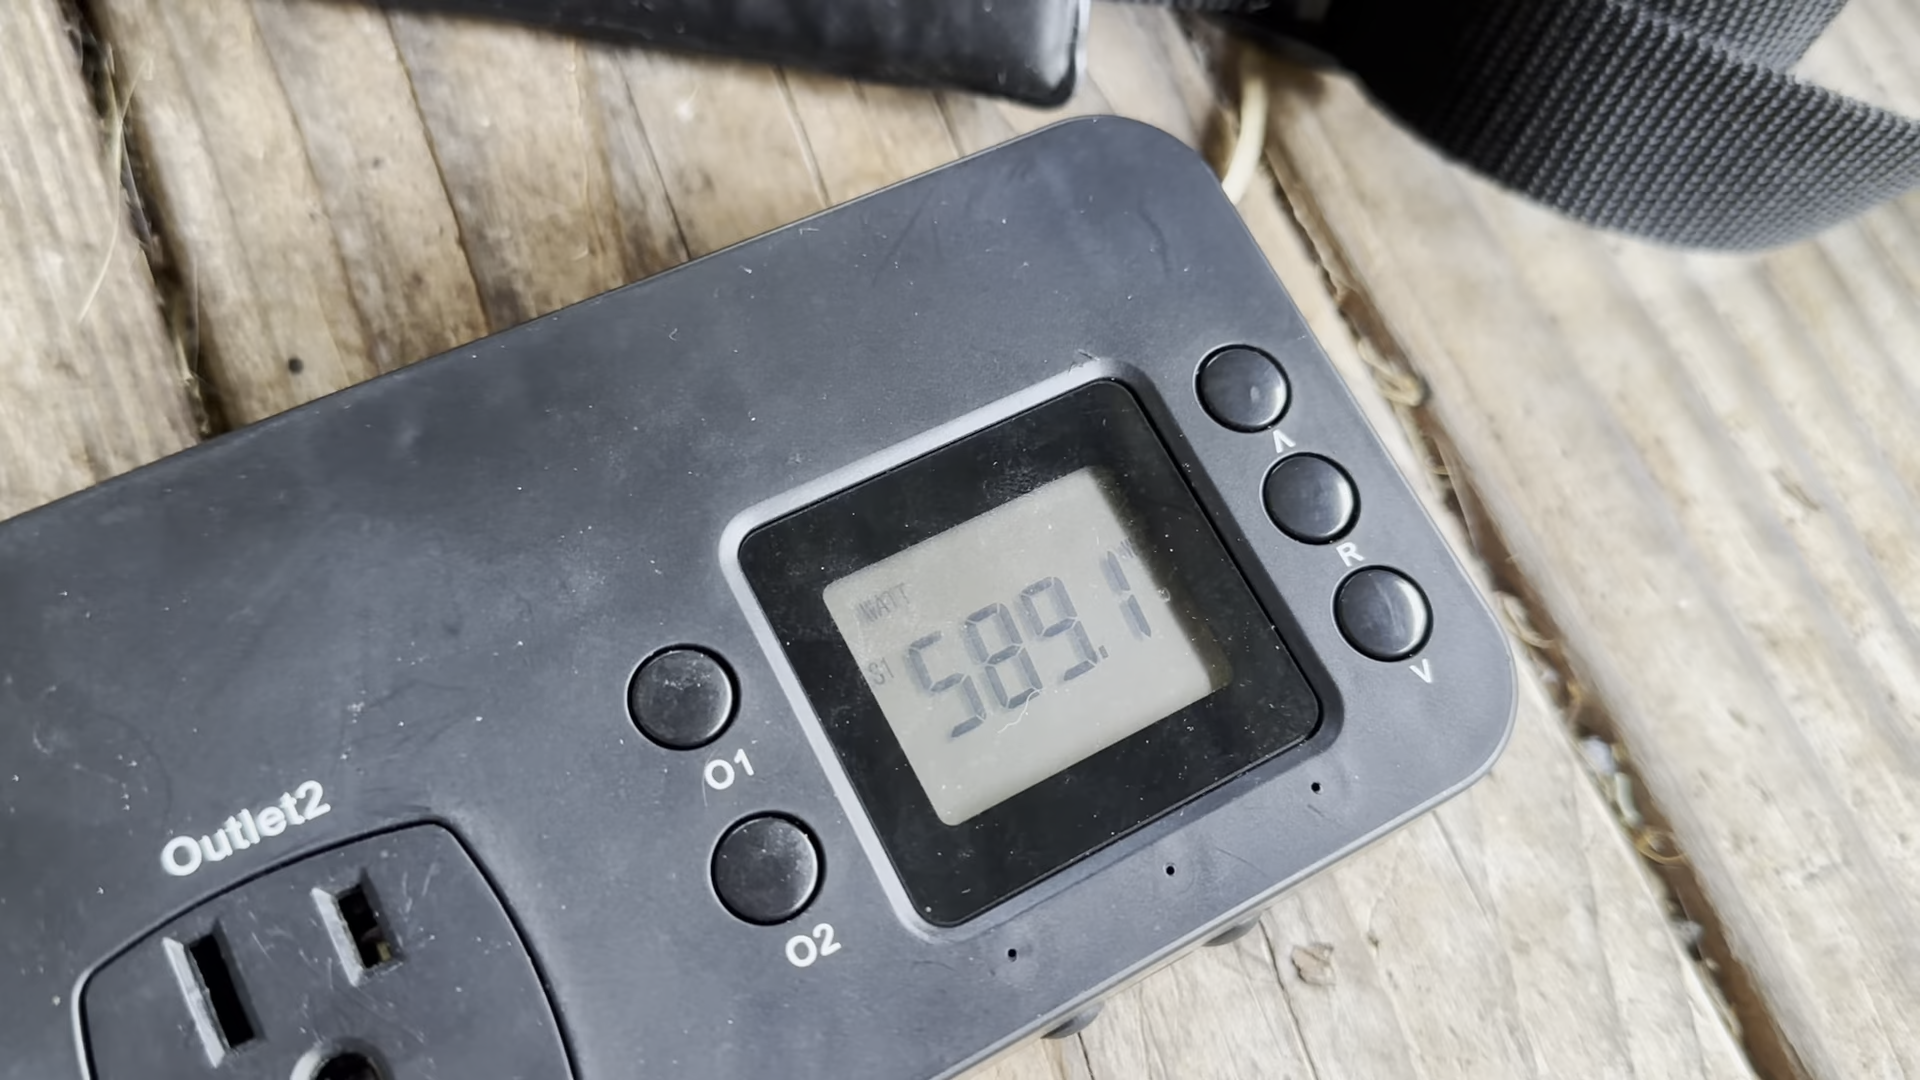 WATT
S1 589.1
Λ
R
V
O1
O2
Outlet2